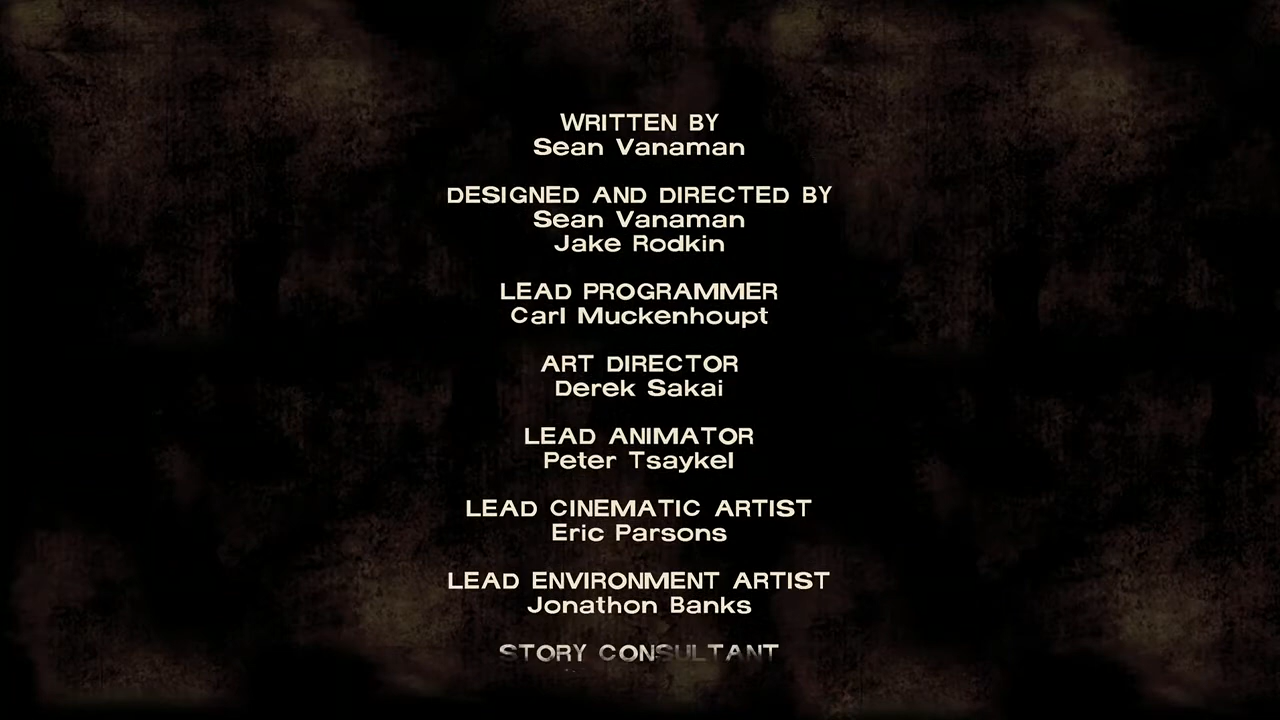 WRITTEN BY
Sean Vanaman
DESIGNED AND DIRECTED BY
Sean Vanaman
Jake Rodkin
LEAD PROGRAMMER
Carl Muckenhoupt
ART DIRECTOR
Derek Sakai
LEAD ANIMATOR
Peter Tsaykel
LEAD CINEMATIC ARTIST
Eric Parsons
LEAD ENVIRONMENT ARTIST
Jonathon Banks
STORY CONSULTANT